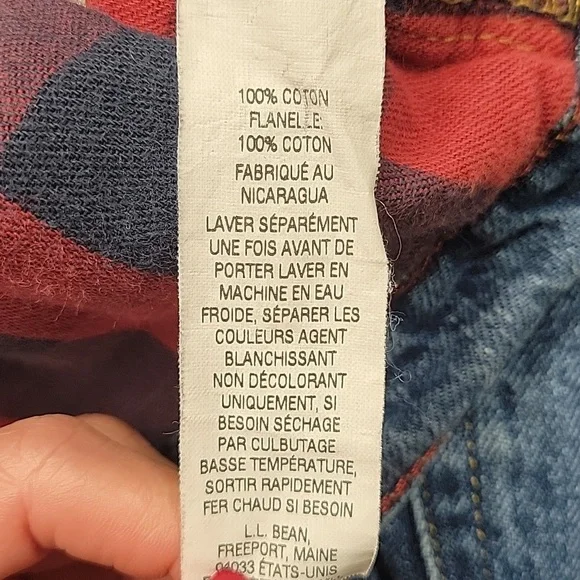 100% COTON
FLANELLE:
100% COTON
FABRIQUÉ AU
NICARAGUA
LAVER SÉPARÉMENT
UNE FOIS AVANT DE
PORTER LAVER EN
MACHINE EN EAU
FROIDE, SÉPARER LES
COULEURS AGENT
BLANCHISSANT
NON DÉCOLORANT
UNIQUEMENT, SI
BESOIN SÉCHAGE
PAR CULBUTAGE
BASSE TEMPÉRATURE,
SORTIR RAPIDEMENT
FER CHAUD SI BESOIN
L.L. BEAN,
FREEPORT, MAINE
04033 ÉTATS-UNIS